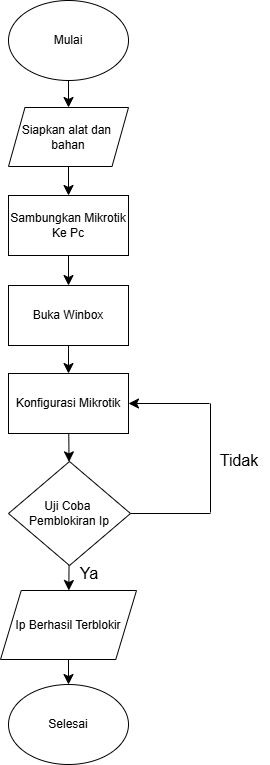 Mulai
Siapkan alat dan
bahan
Sambungkan Mikrotik
Ke Pc
Buka Winbox
Konfigurasi Mikrotik
Tidak
Uji Coba
Pemblokiran Ip
Ya
Ip Berhasil Terblokir
Selesai